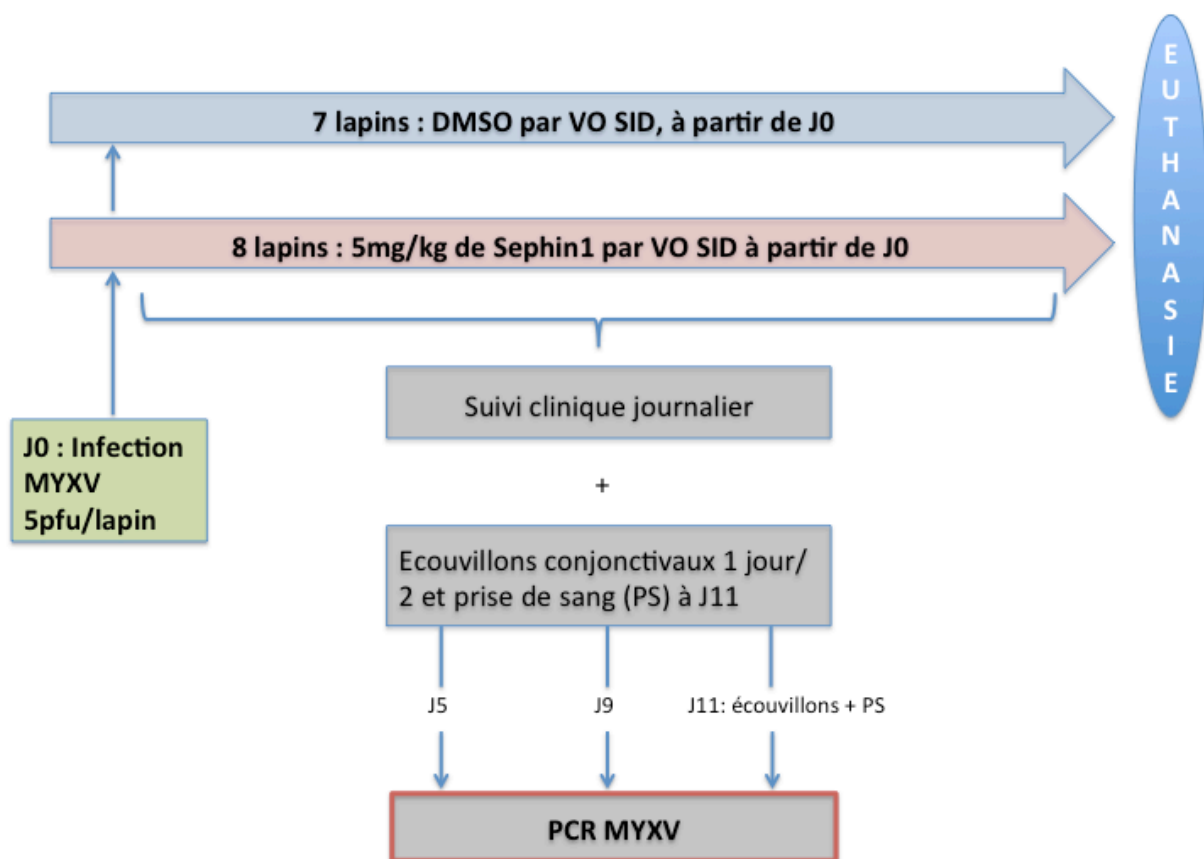 7 lapins : DMSO par VO SID, à partir de J0
8 lapins : 5mg/kg de Sephin1 par VO SID à partir de J0
EUTHANASIE
Suivi clinique journalier
J0 : Infection
MYXV
5pfu/lapin
+
Ecouvillons conjonctivaux 1 jour/
2 et prise de sang (PS) à J11
J5
J9
J11: écouvillons + PS
PCR MYXV